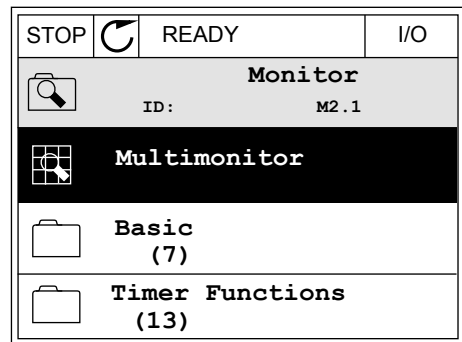 STOP READY I/O
Monitor
ID: M2.1
Multimonitor
Basic
(7)
Timer Functions
(13)